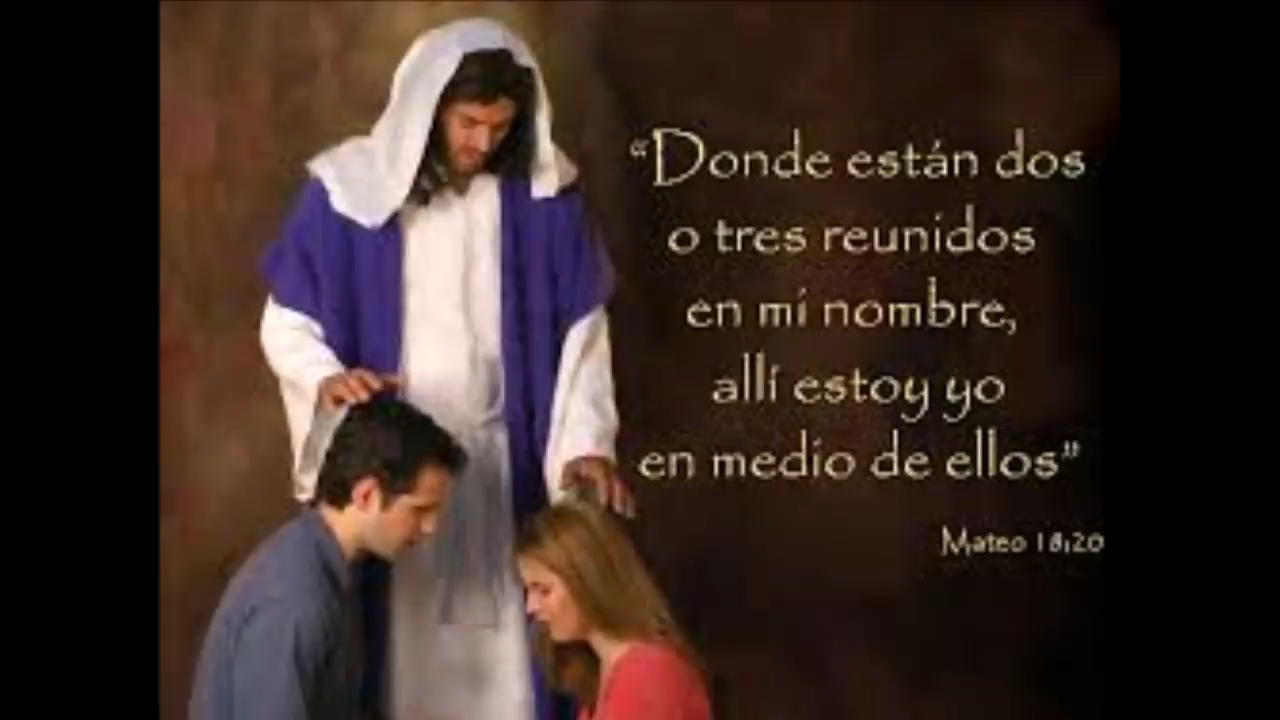 “Donde están dos
o tres reunidos
en mi nombre,
allí estoy yo
en medio de ellos”
Mateo 18:20